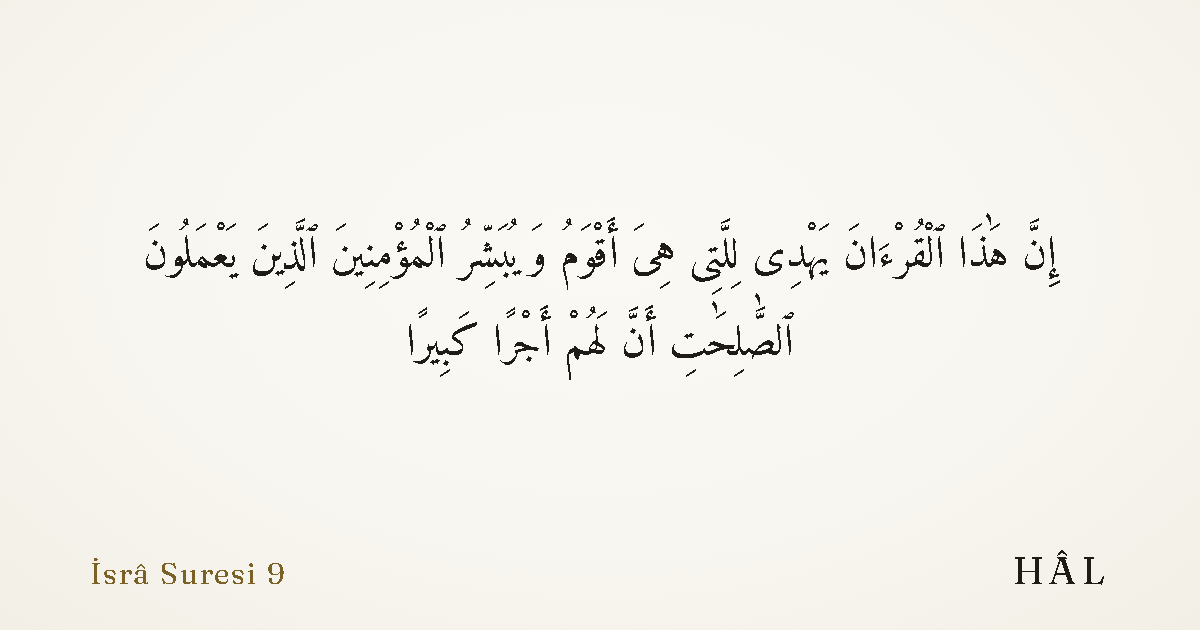 إِنَّ هَٰذَا ٱلْقُرْءَانَ يَهْدِى لِلَّتِى هِىَ أَقْوَمُ وَيُبَشِّرُ ٱلْمُؤْمِنِينَ ٱلَّذِينَ يَعْمَلُونَ
ٱلصَّٰلِحَٰتِ أَنَّ لَهُمْ أَجْرًا كَبِيرًا
İsrâ Suresi 9
HÂL